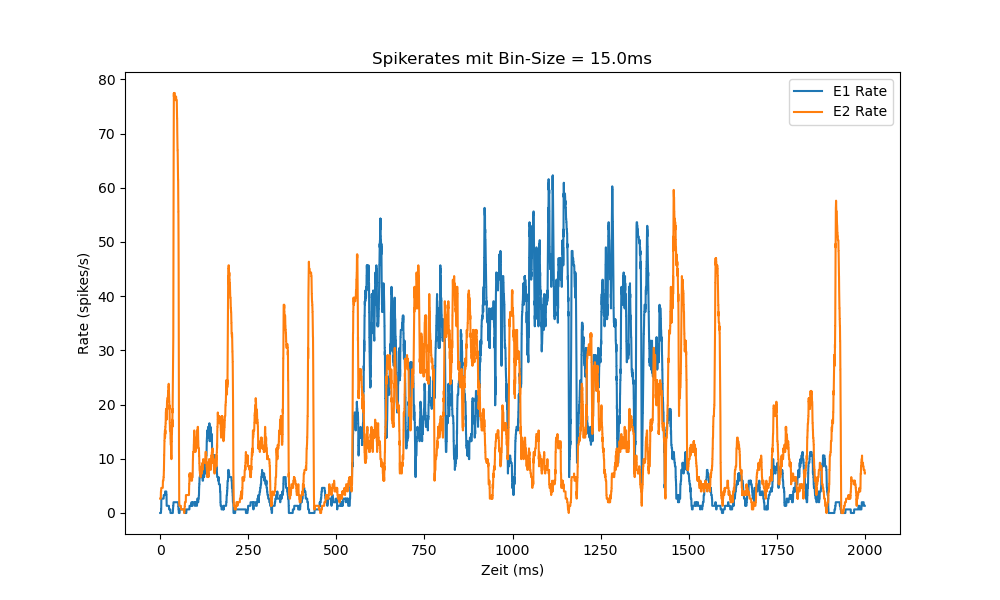 Spikerates mit Bin-Size = 15.0ms
E1 Rate
E2 Rate
Rate (spikes/s)
80
70
60
50
40
30
20
10
0
0 250 500 750 1000 1250 1500 1750 2000
Zeit (ms)